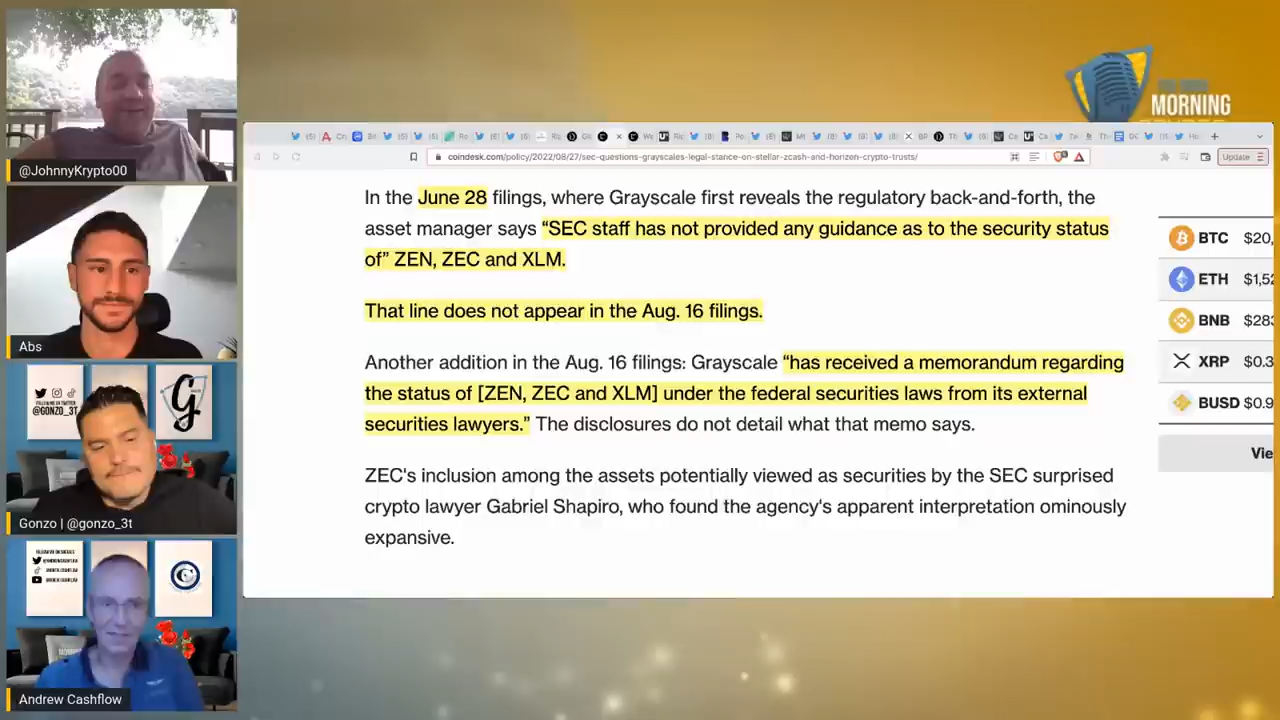 @JohnnyKrypto00
Abs
@GONZO_3T
Gonzo | @gonzo_3t
Andrew Cashflow
MORNING
coindesk.com/policy/2022/08/27/sec-questions-grayscales-legal-stance-on-stellar-zcash-and-horizen-crypto-trusts/
Update
In the June 28 filings, where Grayscale first reveals the regulatory back-and-forth, the
asset manager says “SEC staff has not provided any guidance as to the security status
of” ZEN, ZEC and XLM.
That line does not appear in the Aug. 16 filings.
Another addition in the Aug. 16 filings: Grayscale “has received a memorandum regarding
the status of [ZEN, ZEC and XLM] under the federal securities laws from its external
securities lawyers.” The disclosures do not detail what that memo says.
ZEC's inclusion among the assets potentially viewed as securities by the SEC surprised
crypto lawyer Gabriel Shapiro, who found the agency's apparent interpretation ominously
expansive.
BTC $20,
ETH $1,52
BNB $283
XRP $0.3
BUSD $0.9
Vie